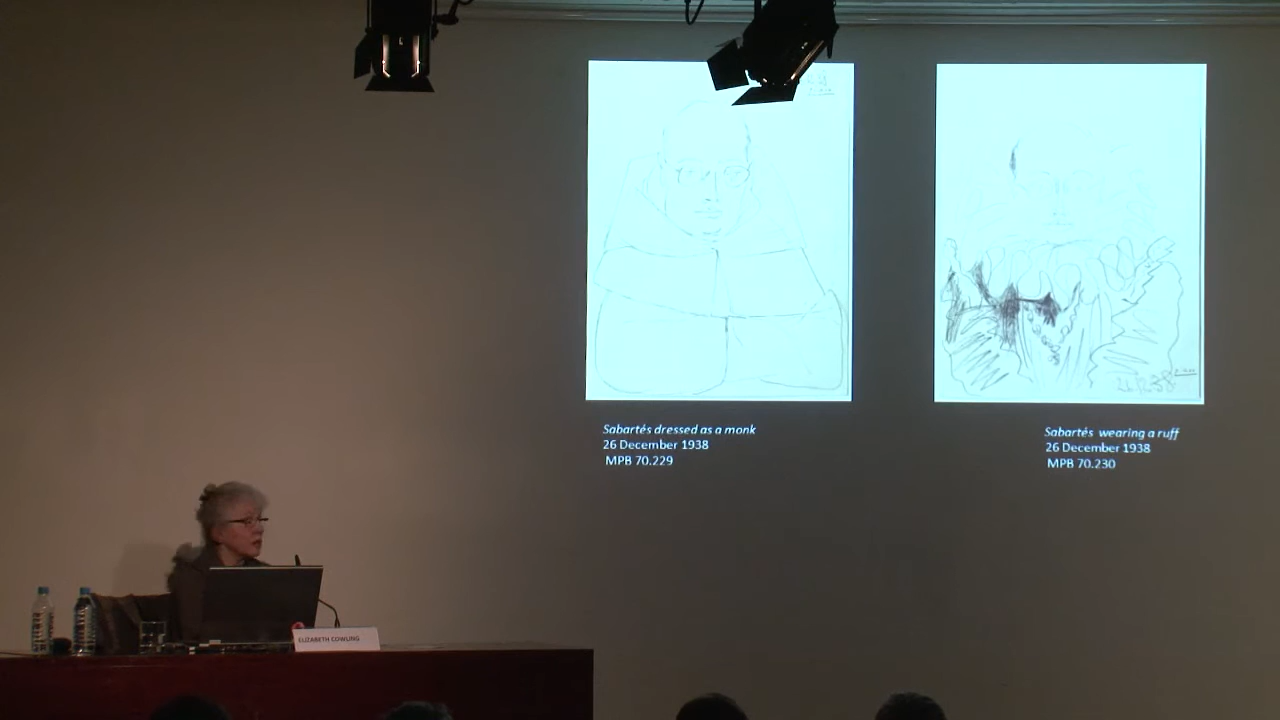 Sabartés dressed as a monk
26 December 1938
MPB 70.229
Sabartés wearing a ruff
26 December 1938
MPB 70.230
ELIZABETH COWLING